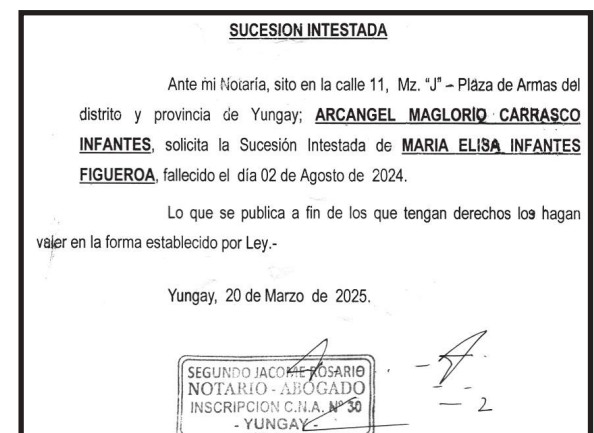 SUCESION INTESTADA
Ante mi Notaría, sito en la calle 11, Mz. “J” – Plaza de Armas del
distrito y provincia de Yungay; ARCANGEL MAGLORIO CARRASCO
INFANTES, solicita la Sucesión Intestada de MARIA ELISA INFANTES
FIGUEROA, fallecido el día 02 de Agosto de 2024.
Lo que se publica a fin de los que tengan derechos los hagan
valer en la forma establecido por Ley.-
Yungay, 20 de Marzo de 2025.
SEGUNDO JACOME ROSARIO
NOTARIO - ABOGADO
INSCRIPCION C.N.A. Nº 30
- YUNGAY -
2